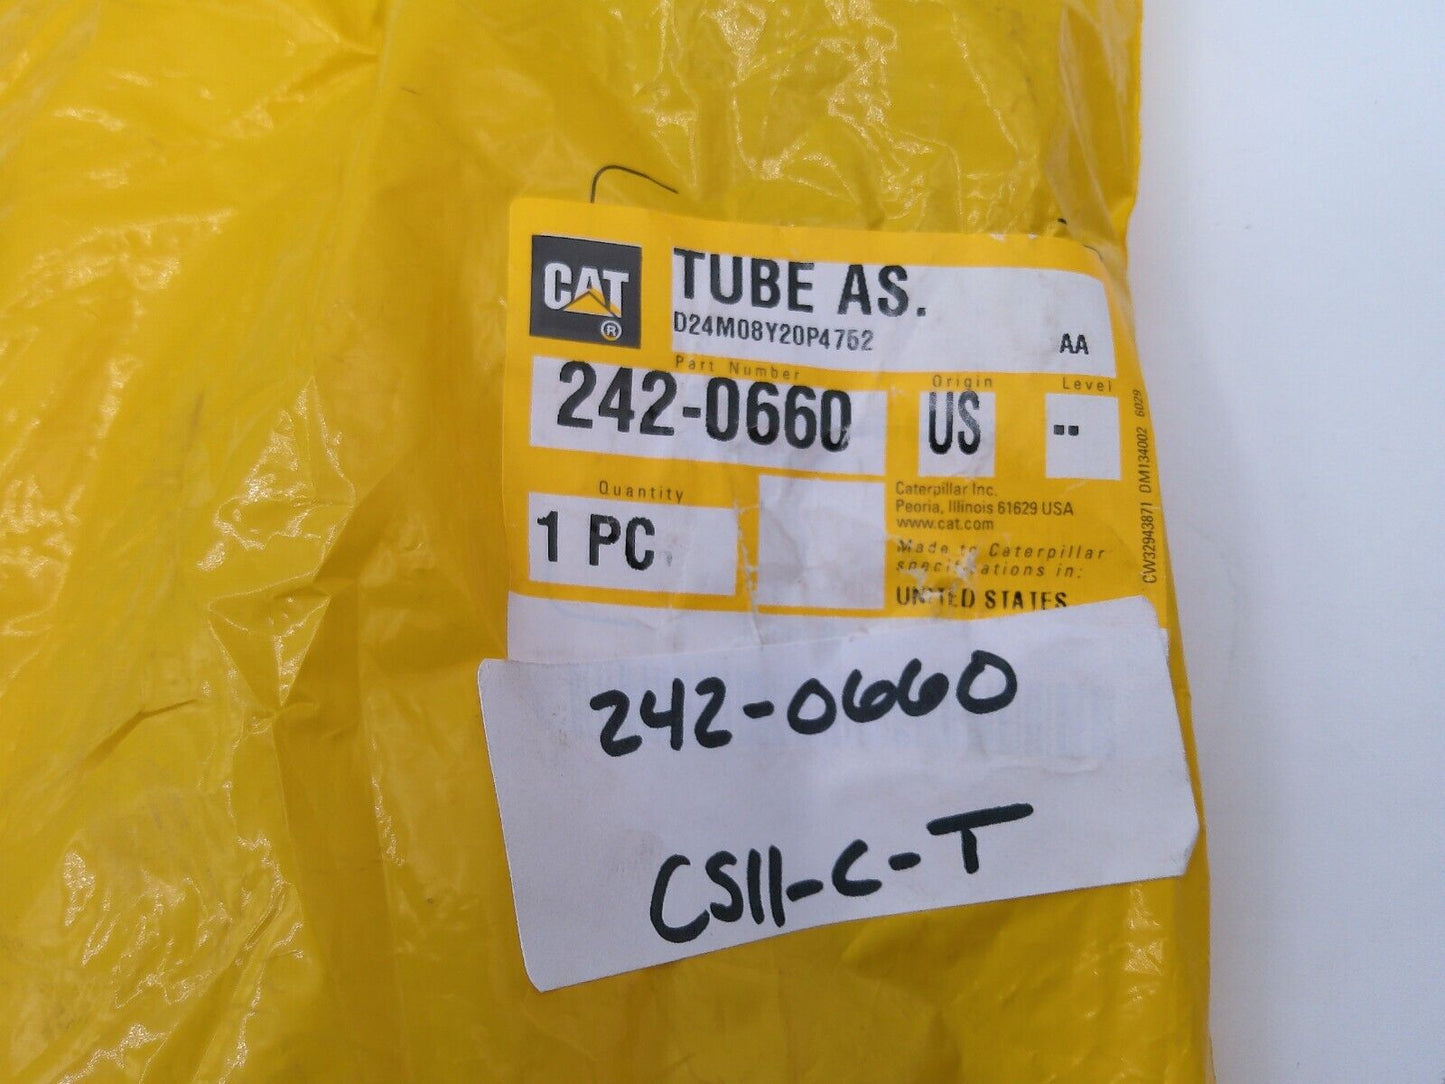 CAT
®
TUBE AS.
D24M08Y20P4752
AA
Part Number
242-0660
Origin
US
Level
--
Quantity
1 PC
Caterpillar Inc.
Peoria, Illinois 61629 USA
www.cat.com
Made to Caterpillar
specifications in:
UNITED STATES
CW32943871 DM134002 6029
242-0660
CS11-C-T